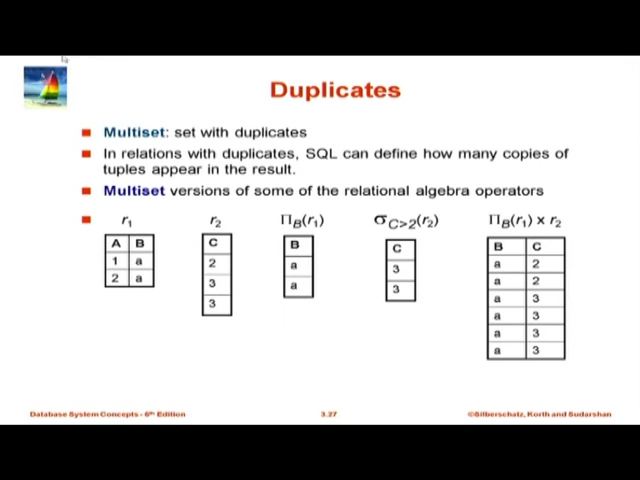 Duplicates
Multiset: set with duplicates
In relations with duplicates, SQL can define how many copies of
tuples appear in the result.
Multiset versions of some of the relational algebra operators
r1 r2 ΠB(r1) σC>2(r2) ΠB(r1) x r2
A B
1 a
2 a
C
2
3
3
B
a
a
C
3
3
B C
a 2
a 2
a 3
a 3
a 3
a 3
Database System Concepts - 6th Edition 3.27 ©Silberschatz, Korth and Sudarshan